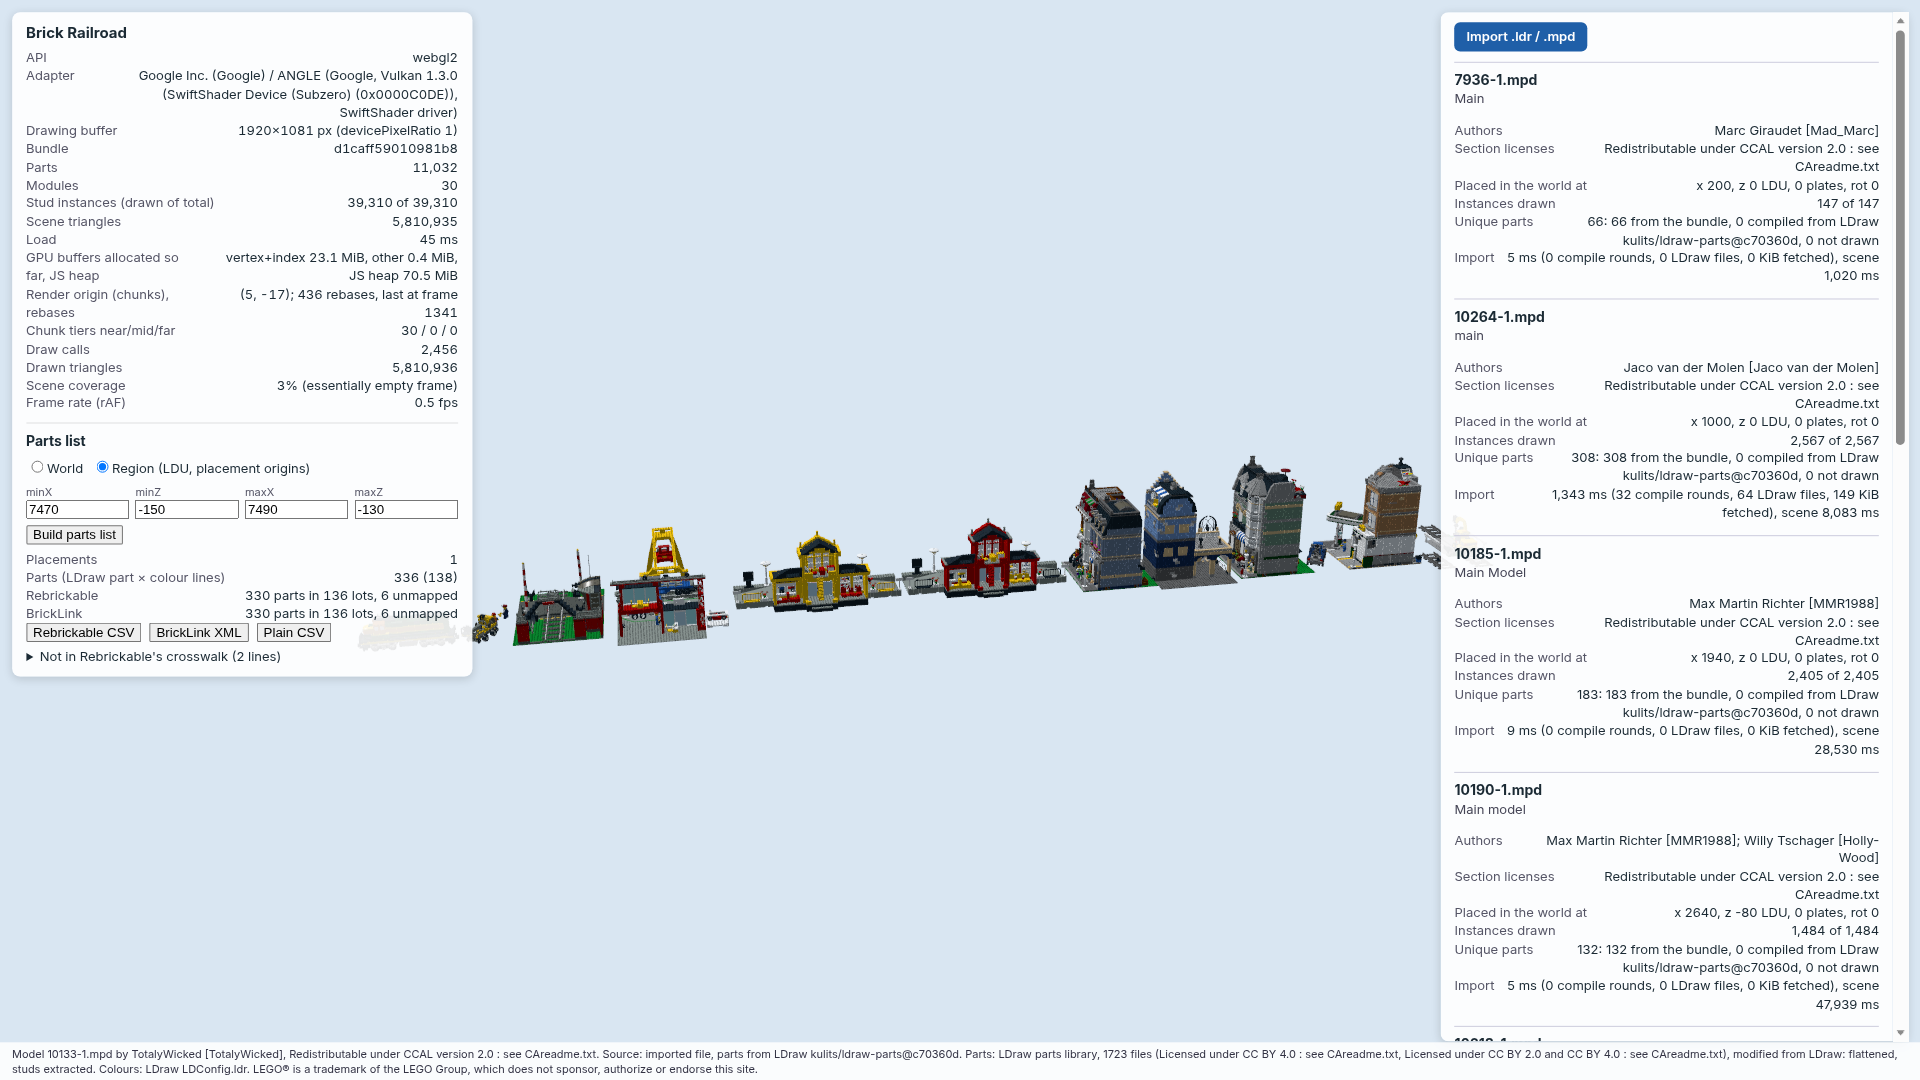 Brick Railroad
API webgl2
Adapter Google Inc. (Google) / ANGLE (Google, Vulkan 1.3.0
(SwiftShader Device (Subzero) (0x0000C0DE)),
SwiftShader driver)
Drawing buffer 1920×1081 px (devicePixelRatio 1)
Bundle d1caff59010981b8
Parts 11,032
Modules 30
Stud instances (drawn of total) 39,310 of 39,310
Scene triangles 5,810,935
Load 45 ms
GPU buffers allocated so vertex+index 23.1 MiB, other 0.4 MiB,
far, JS heap JS heap 70.5 MiB
Render origin (chunks), (5, -17); 436 rebases, last at frame
rebases 1341
Chunk tiers near/mid/far 30 / 0 / 0
Draw calls 2,456
Drawn triangles 5,810,936
Scene coverage 3% (essentially empty frame)
Frame rate (rAF) 0.5 fps
Parts list
World Region (LDU, placement origins)
minX minZ maxX maxZ
7470 -150 7490 -130
Build parts list
Placements 1
Parts (LDraw part × colour lines) 336 (138)
Rebrickable 330 parts in 136 lots, 6 unmapped
BrickLink 330 parts in 136 lots, 6 unmapped
Rebrickable CSV BrickLink XML Plain CSV
▶ Not in Rebrickable's crosswalk (2 lines)
Import .ldr / .mpd
7936-1.mpd
Main
Authors Marc Giraudet [Mad_Marc]
Section licenses Redistributable under CCAL version 2.0 : see
CAreadme.txt
Placed in the world at x 200, z 0 LDU, 0 plates, rot 0
Instances drawn 147 of 147
Unique parts 66: 66 from the bundle, 0 compiled from LDraw
kulits/ldraw-parts@c70360d, 0 not drawn
Import 5 ms (0 compile rounds, 0 LDraw files, 0 KiB fetched), scene
1,020 ms
10264-1.mpd
main
Authors Jaco van der Molen [Jaco van der Molen]
Section licenses Redistributable under CCAL version 2.0 : see
CAreadme.txt
Placed in the world at x 1000, z 0 LDU, 0 plates, rot 0
Instances drawn 2,567 of 2,567
Unique parts 308: 308 from the bundle, 0 compiled from LDraw
kulits/ldraw-parts@c70360d, 0 not drawn
Import 1,343 ms (32 compile rounds, 64 LDraw files, 149 KiB
fetched), scene 8,083 ms
10185-1.mpd
Main Model
Authors Max Martin Richter [MMR1988]
Section licenses Redistributable under CCAL version 2.0 : see
CAreadme.txt
Placed in the world at x 1940, z 0 LDU, 0 plates, rot 0
Instances drawn 2,405 of 2,405
Unique parts 183: 183 from the bundle, 0 compiled from LDraw
kulits/ldraw-parts@c70360d, 0 not drawn
Import 9 ms (0 compile rounds, 0 LDraw files, 0 KiB fetched), scene
28,530 ms
10190-1.mpd
Main model
Authors Max Martin Richter [MMR1988]; Willy Tschager [Holly-
Wood]
Section licenses Redistributable under CCAL version 2.0 : see
CAreadme.txt
Placed in the world at x 2640, z -80 LDU, 0 plates, rot 0
Instances drawn 1,484 of 1,484
Unique parts 132: 132 from the bundle, 0 compiled from LDraw
kulits/ldraw-parts@c70360d, 0 not drawn
Import 5 ms (0 compile rounds, 0 LDraw files, 0 KiB fetched), scene
47,939 ms
Model 10133-1.mpd by TotalyWicked [TotalyWicked], Redistributable under CCAL version 2.0 : see CAreadme.txt. Source: imported file, parts from LDraw kulits/ldraw-parts@c70360d. Parts: LDraw parts library, 1723 files (Licensed under CC BY 4.0 : see CAreadme.txt, Licensed under CC BY 2.0 and CC BY 4.0 : see CAreadme.txt), modified from LDraw: flattened,
studs extracted. Colours: LDraw LDConfig.ldr. LEGO® is a trademark of the LEGO Group, which does not sponsor, authorize or endorse this site.